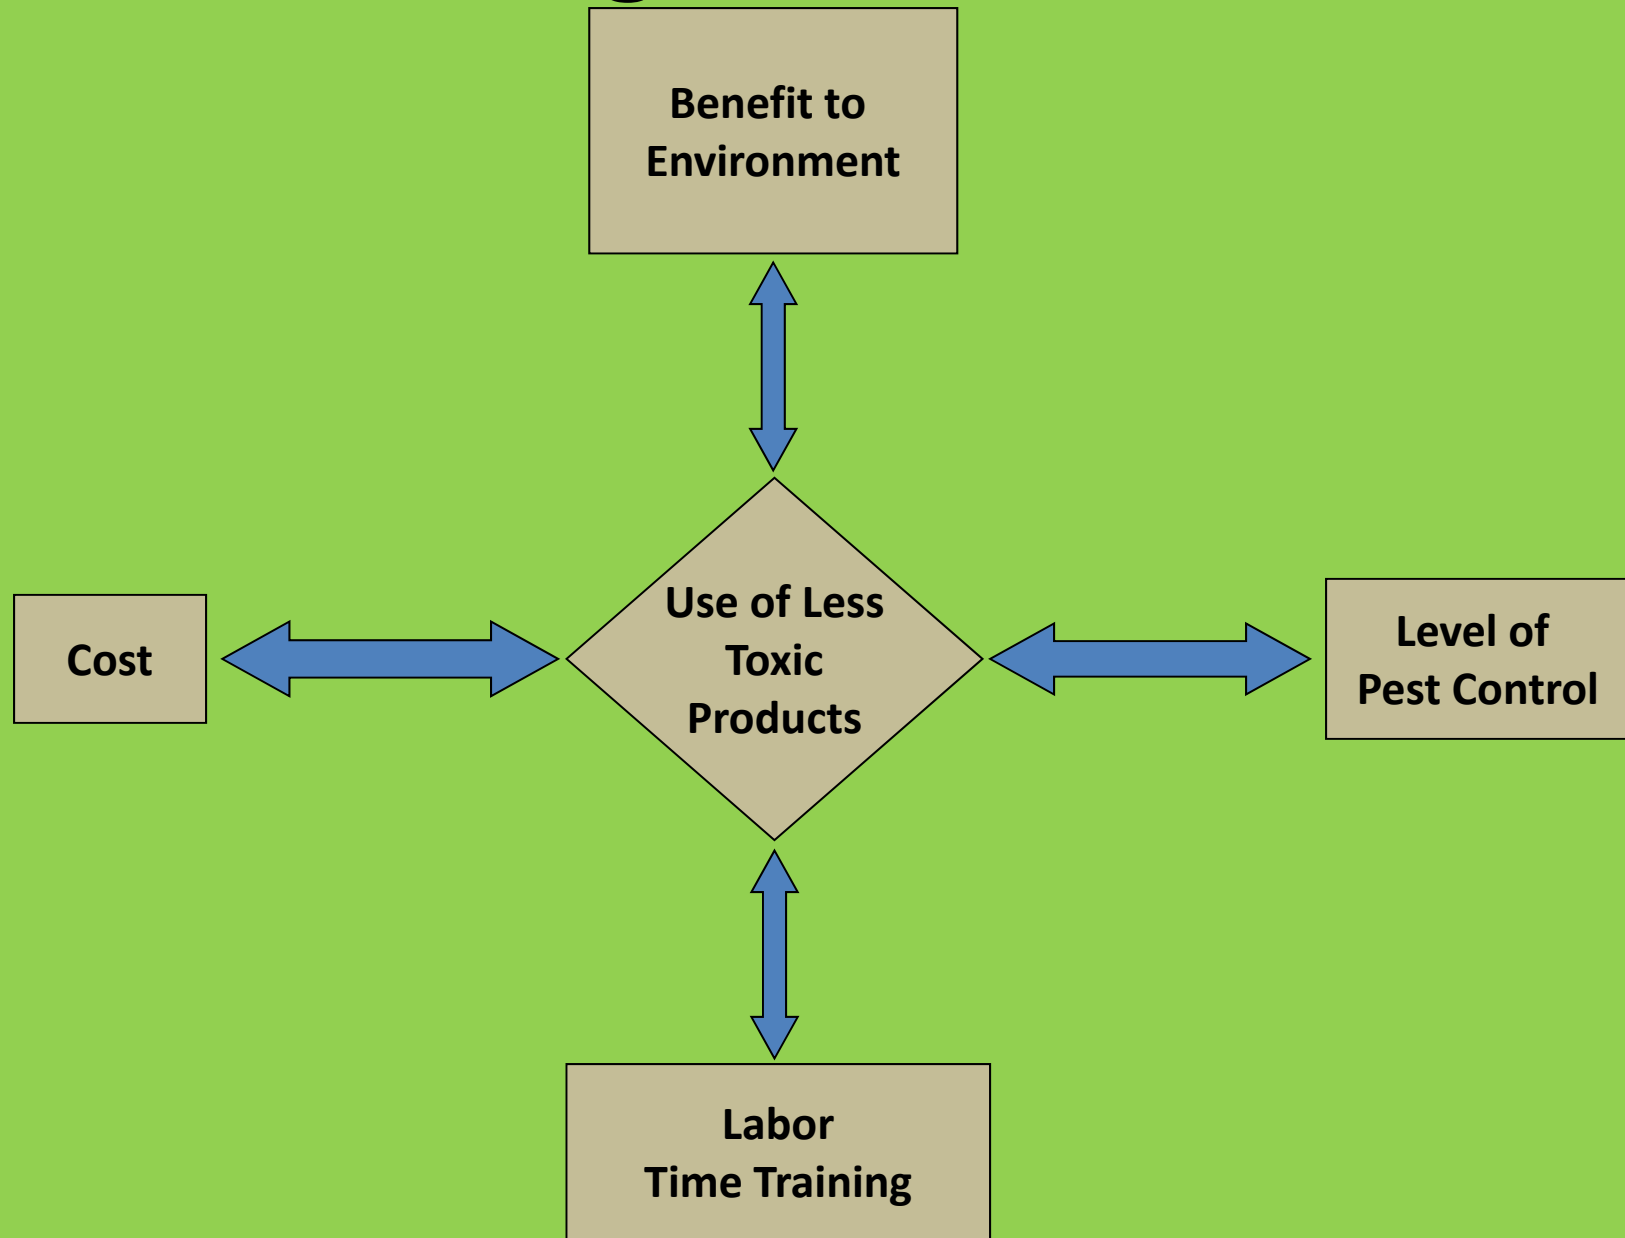 Benefit to
Environment
Use of Less
Toxic
Products
Cost
Level of
Pest Control
Labor
Time Training